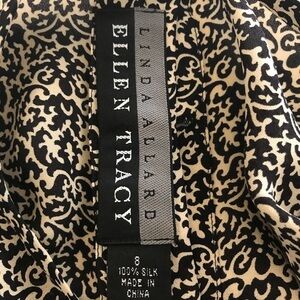 LINDA ALLARD
ELLEN TRACY
8
100% SILK
MADE IN
CHINA